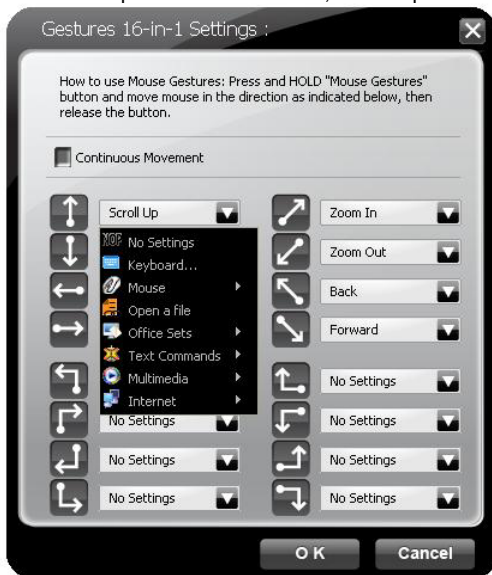 Gestures 16-in-1 Settings :
How to use Mouse Gestures: Press and HOLD "Mouse Gestures"
button and move mouse in the direction as indicated below, then
release the button.
Continuous Movement
Scroll Up
Zoom In
NOP No Settings
Zoom Out
Keyboard...
Mouse
Back
Open a file
Office Sets
Forward
Text Commands
Multimedia
No Settings
Internet
No Settings
No Settings
No Settings
No Settings
No Settings
No Settings
OK
Cancel